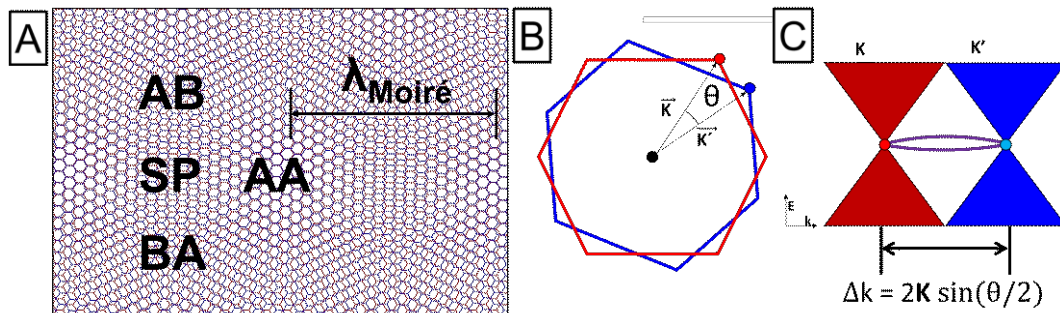 A
AB
λMoiré
SP
AA
BA
B
θ
K
K′
C
K
K′
E
k
Δk = 2K sin(θ/2)